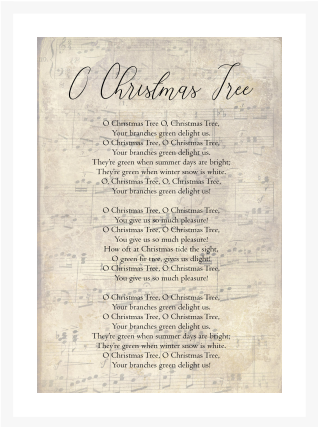 O Christmas Tree
O Christmas Tree O, Christmas Tree,
Your branches green delight us.
O Christmas Tree, O Christmas Tree,
Your branches green delight us.
They're green when summer days are bright;
They're green when winter snow is white.
O, Christmas Tree, O Christmas Tree,
Your branches green delight us!
O Christmas Tree, O Christmas Tree,
You give us so much pleasure!
O Christmas Tree, O Christmas Tree,
You give us so much pleasure!
How oft at Christmas tide the sight,
O green fir tree, gives us dlight!
O Christmas Tree, O Christmas Tree,
You give us so much pleasure!
O Christmas Tree, O Christmas Tree,
Your branches green delight us,
O Christmas Tree, O Christmas Tree,
Your branches green delight us.
They're green when summer days are bright;
They're green when winter snow is white.
O Christmas Tree, O Christmas Tree,
Your branches green delight us!